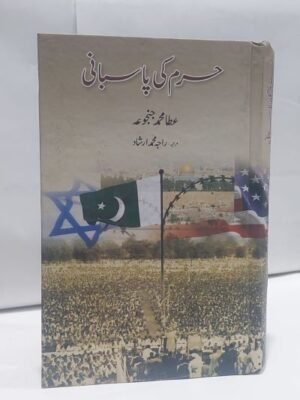 حرم کی پاسبانی
عطا محمد جنجوعہ
راجہ محمد ارشاد